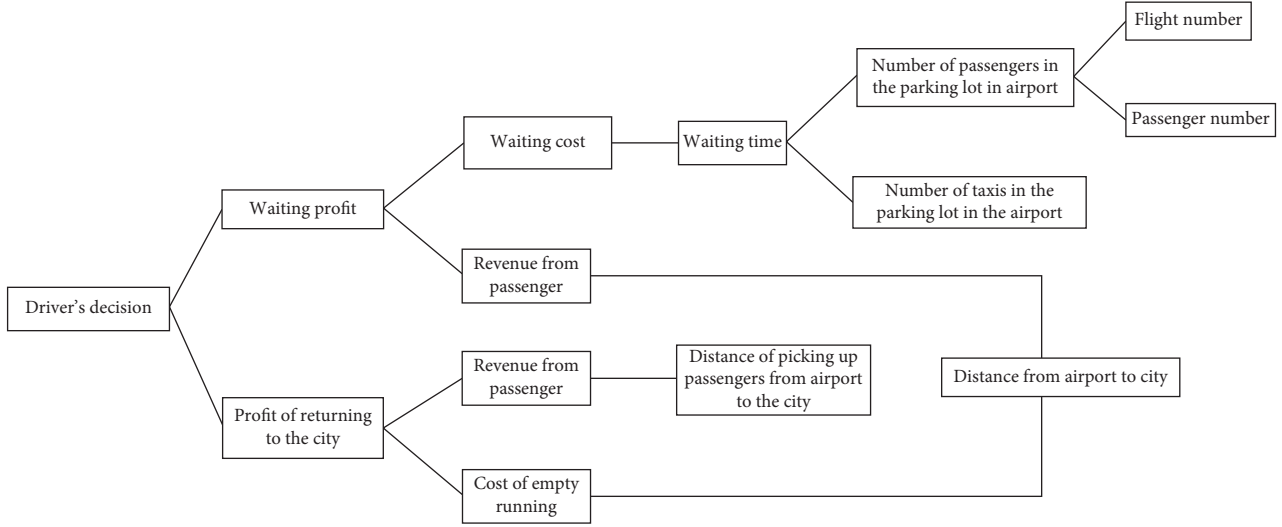 Flight number
Number of passengers in
the parking lot in airport
Passenger number
Waiting cost
Waiting time
Number of taxis in the
parking lot in the airport
Waiting profit
Revenue from
passenger
Driver's decision
Revenue from
passenger
Distance of picking up
passengers from airport
to the city
Distance from airport to city
Profit of returning
to the city
Cost of empty
running